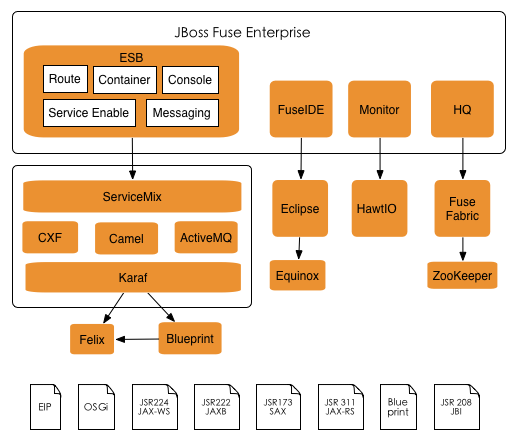 JBoss Fuse Enterprise
ESB
Route
Container
Console
Service Enable
Messaging
FuseIDE
Monitor
HQ
ServiceMix
CXF
Camel
ActiveMQ
Karaf
Eclipse
HawtIO
Fuse
Fabric
Equinox
ZooKeeper
Felix
Blueprint
EIP
OSGi
JSR224
JAX-WS
JSR222
JAXB
JSR173
SAX
JSR 311
JAX-RS
Blue
print
JSR 208
JBI